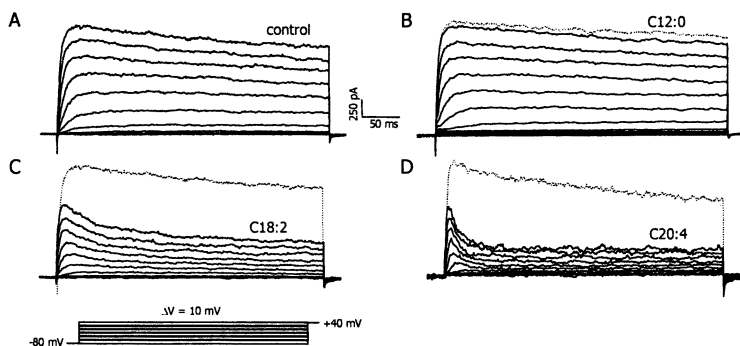 A
control
B
C12:0
250 pA
50 ms
C
C18:2
D
C20:4
ΔV = 10 mV
+40 mV
-80 mV